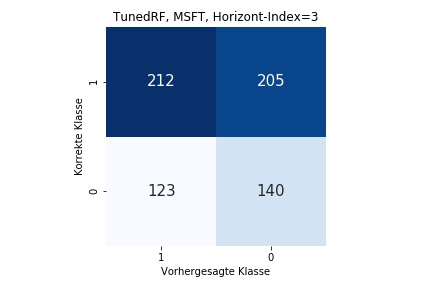 TunedRF, MSFT, Horizont-Index=3
Korrekte Klasse
1
212
205
0
123
140
1
0
Vorhergesagte Klasse